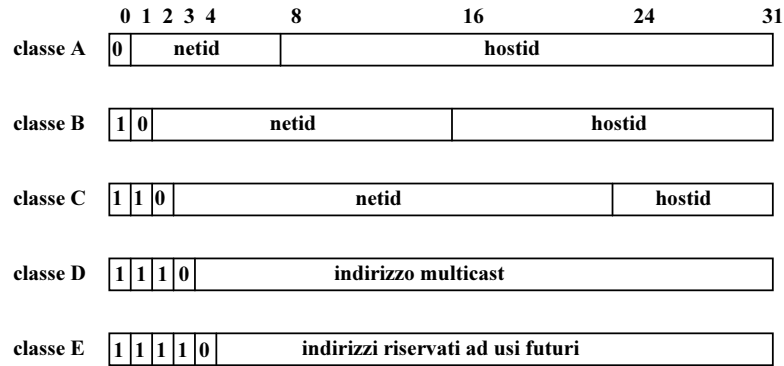 0 1 2 3 4 8 16 24 31
classe A 0 netid hostid
classe B 1 0 netid hostid
classe C 1 1 0 netid hostid
classe D 1 1 1 0 indirizzo multicast
classe E 1 1 1 1 0 indirizzi riservati ad usi futuri